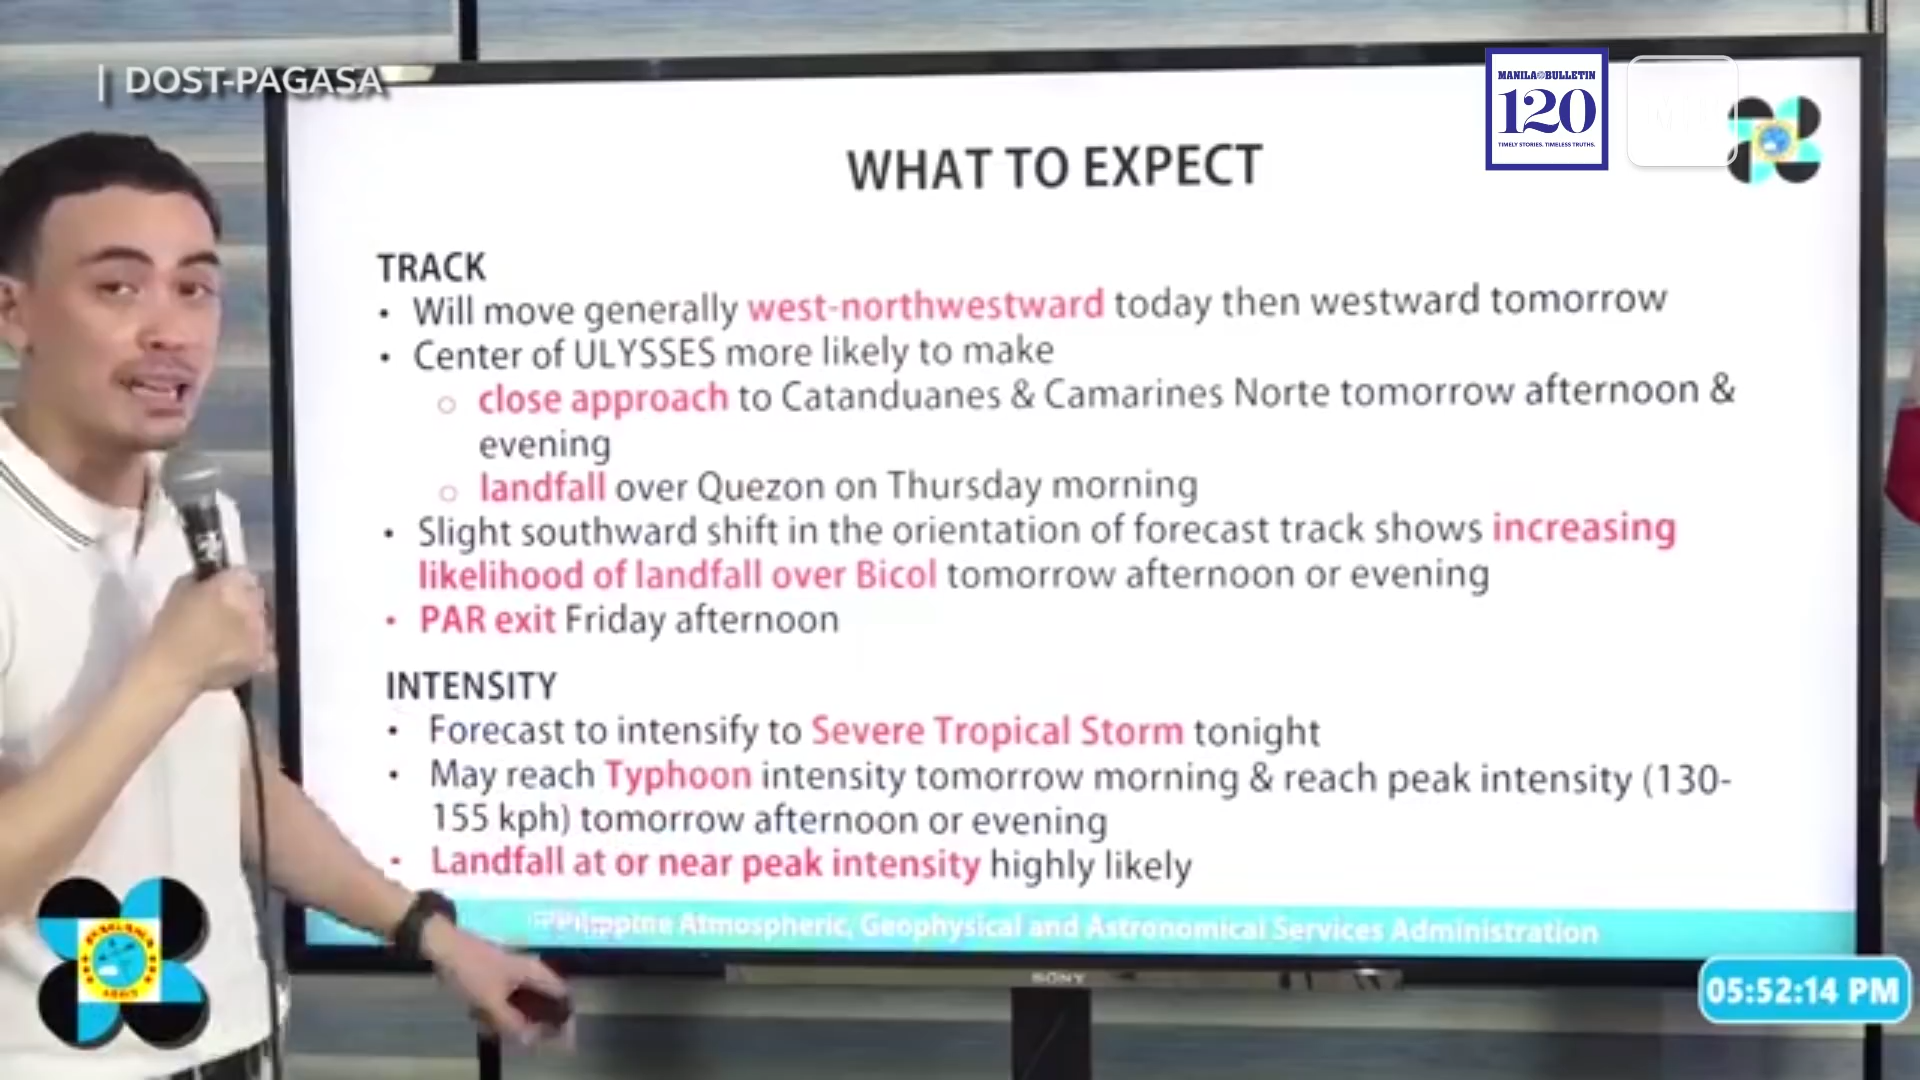 | DOST-PAGASA
MANILA BULLETIN
120
TIMELY STORIES. TIMELESS TRUTHS.
WHAT TO EXPECT
TRACK
• Will move generally west-northwestward today then westward tomorrow
• Center of ULYSSES more likely to make
○ close approach to Catanduanes & Camarines Norte tomorrow afternoon &
evening
○ landfall over Quezon on Thursday morning
• Slight southward shift in the orientation of forecast track shows increasing
likelihood of landfall over Bicol tomorrow afternoon or evening
• PAR exit Friday afternoon
INTENSITY
• Forecast to intensify to Severe Tropical Storm tonight
• May reach Typhoon intensity tomorrow morning & reach peak intensity (130-
155 kph) tomorrow afternoon or evening
• Landfall at or near peak intensity highly likely
Philippine Atmospheric, Geophysical and Astronomical Services Administration
SONY
05:52:14 PM